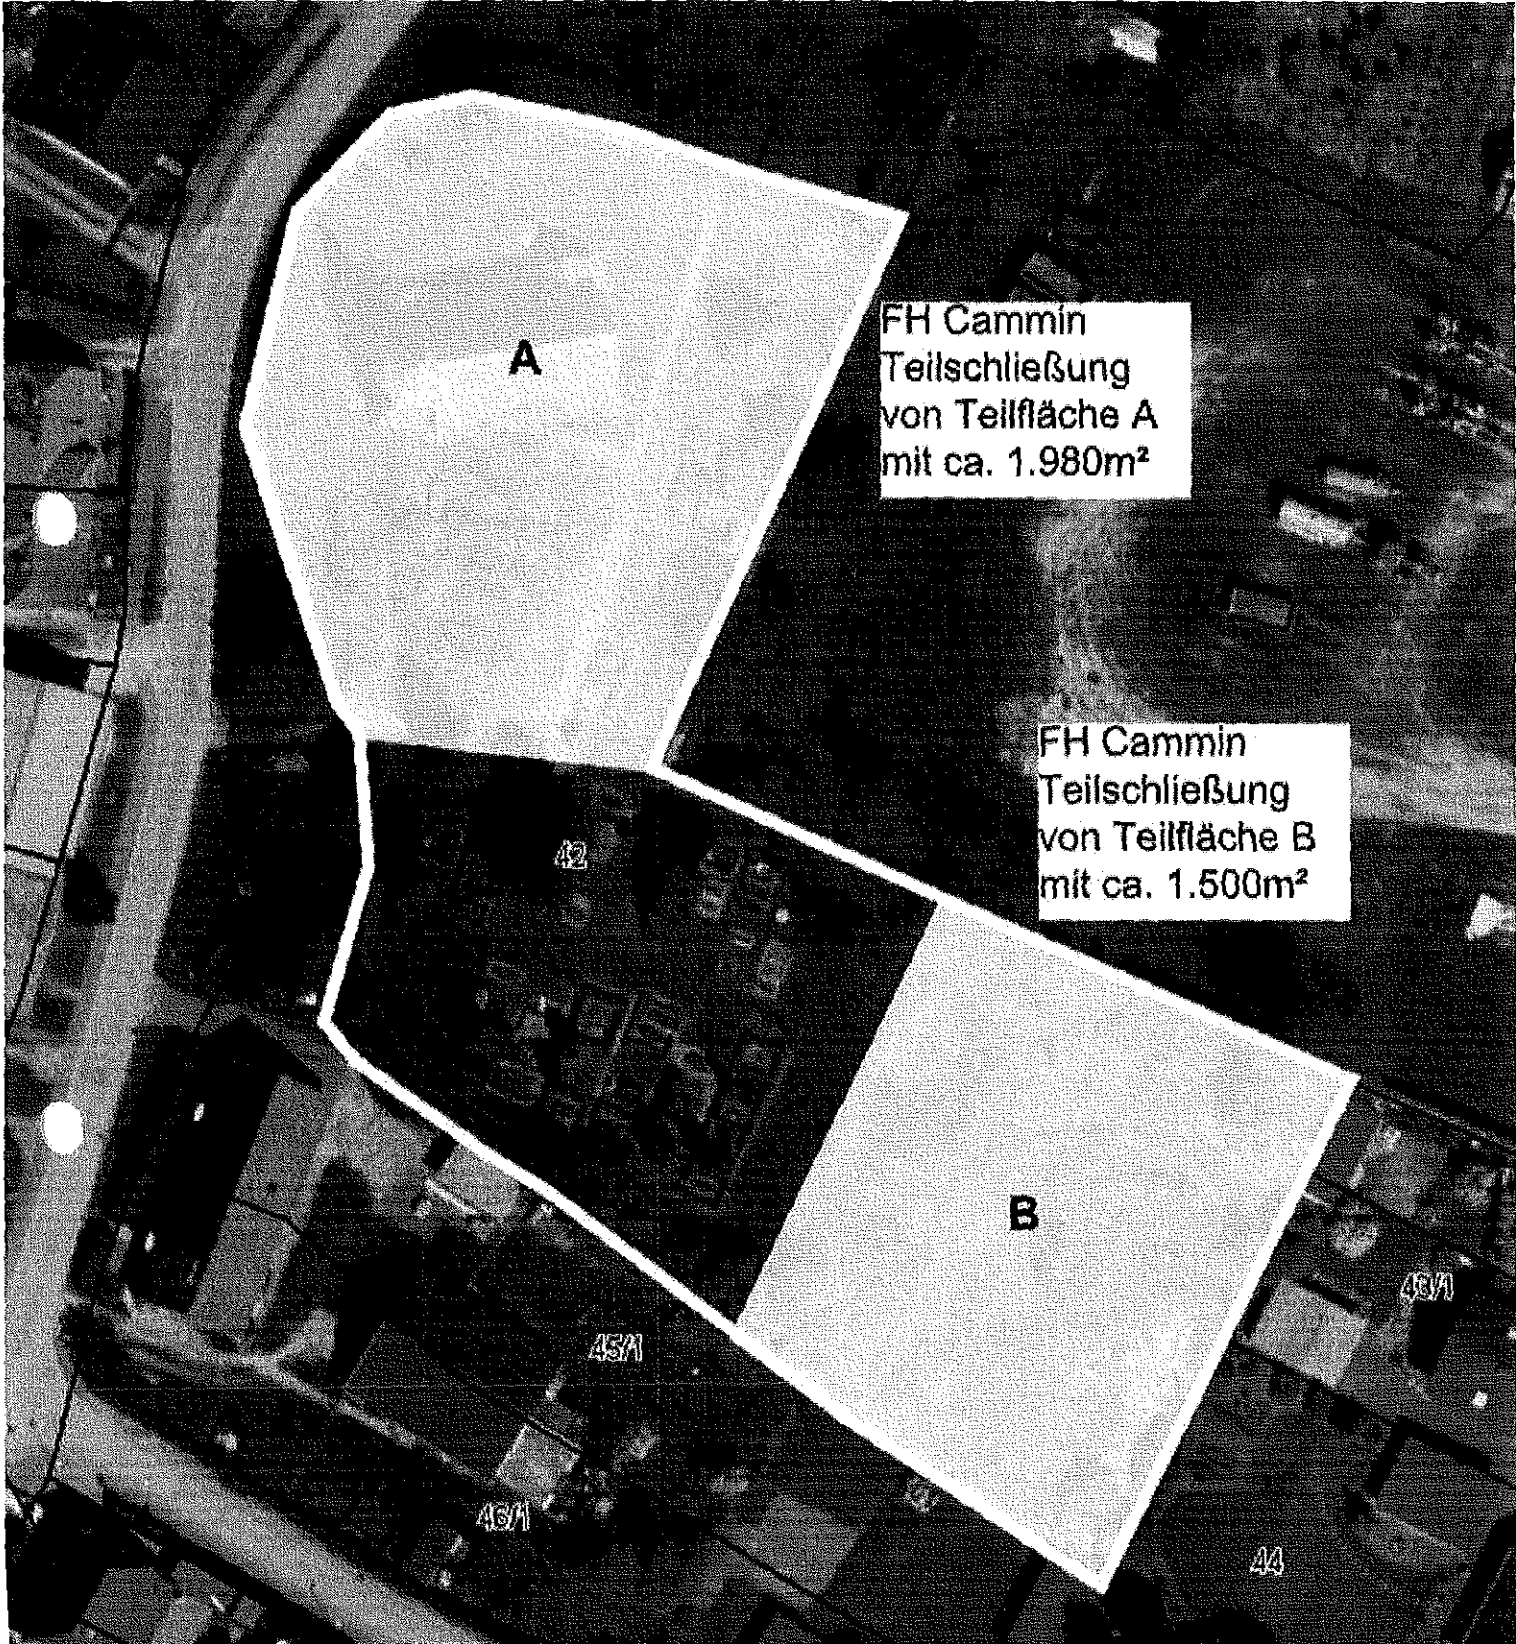 A
FH Cammin
Teilschließung
von Teilfläche A
mit ca. 1.980m²
FH Cammin
Teilschließung
von Teilfläche B
mit ca. 1.500m²
42
B
43/1
45/1
46/1
44